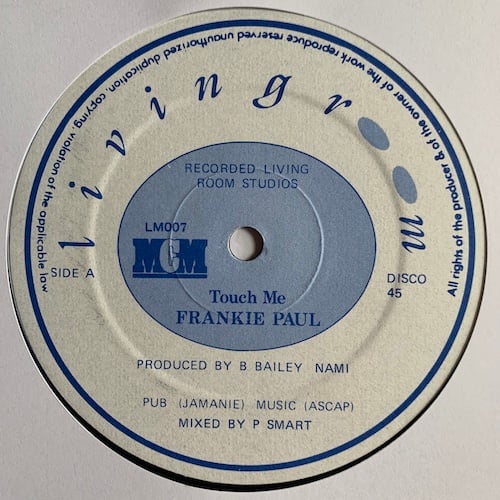 All rights of the producer & of the owner of the work reproduce reserved unauthorized duplication, copying, violation of the applicable law
livingroom
RECORDED LIVING
ROOM STUDIOS
LM007
MGM
SIDE A
DISCO
45
Touch Me
FRANKIE PAUL
PRODUCED BY B BAILEY NAMI
PUB (JAMANIE) MUSIC (ASCAP)
MIXED BY P SMART